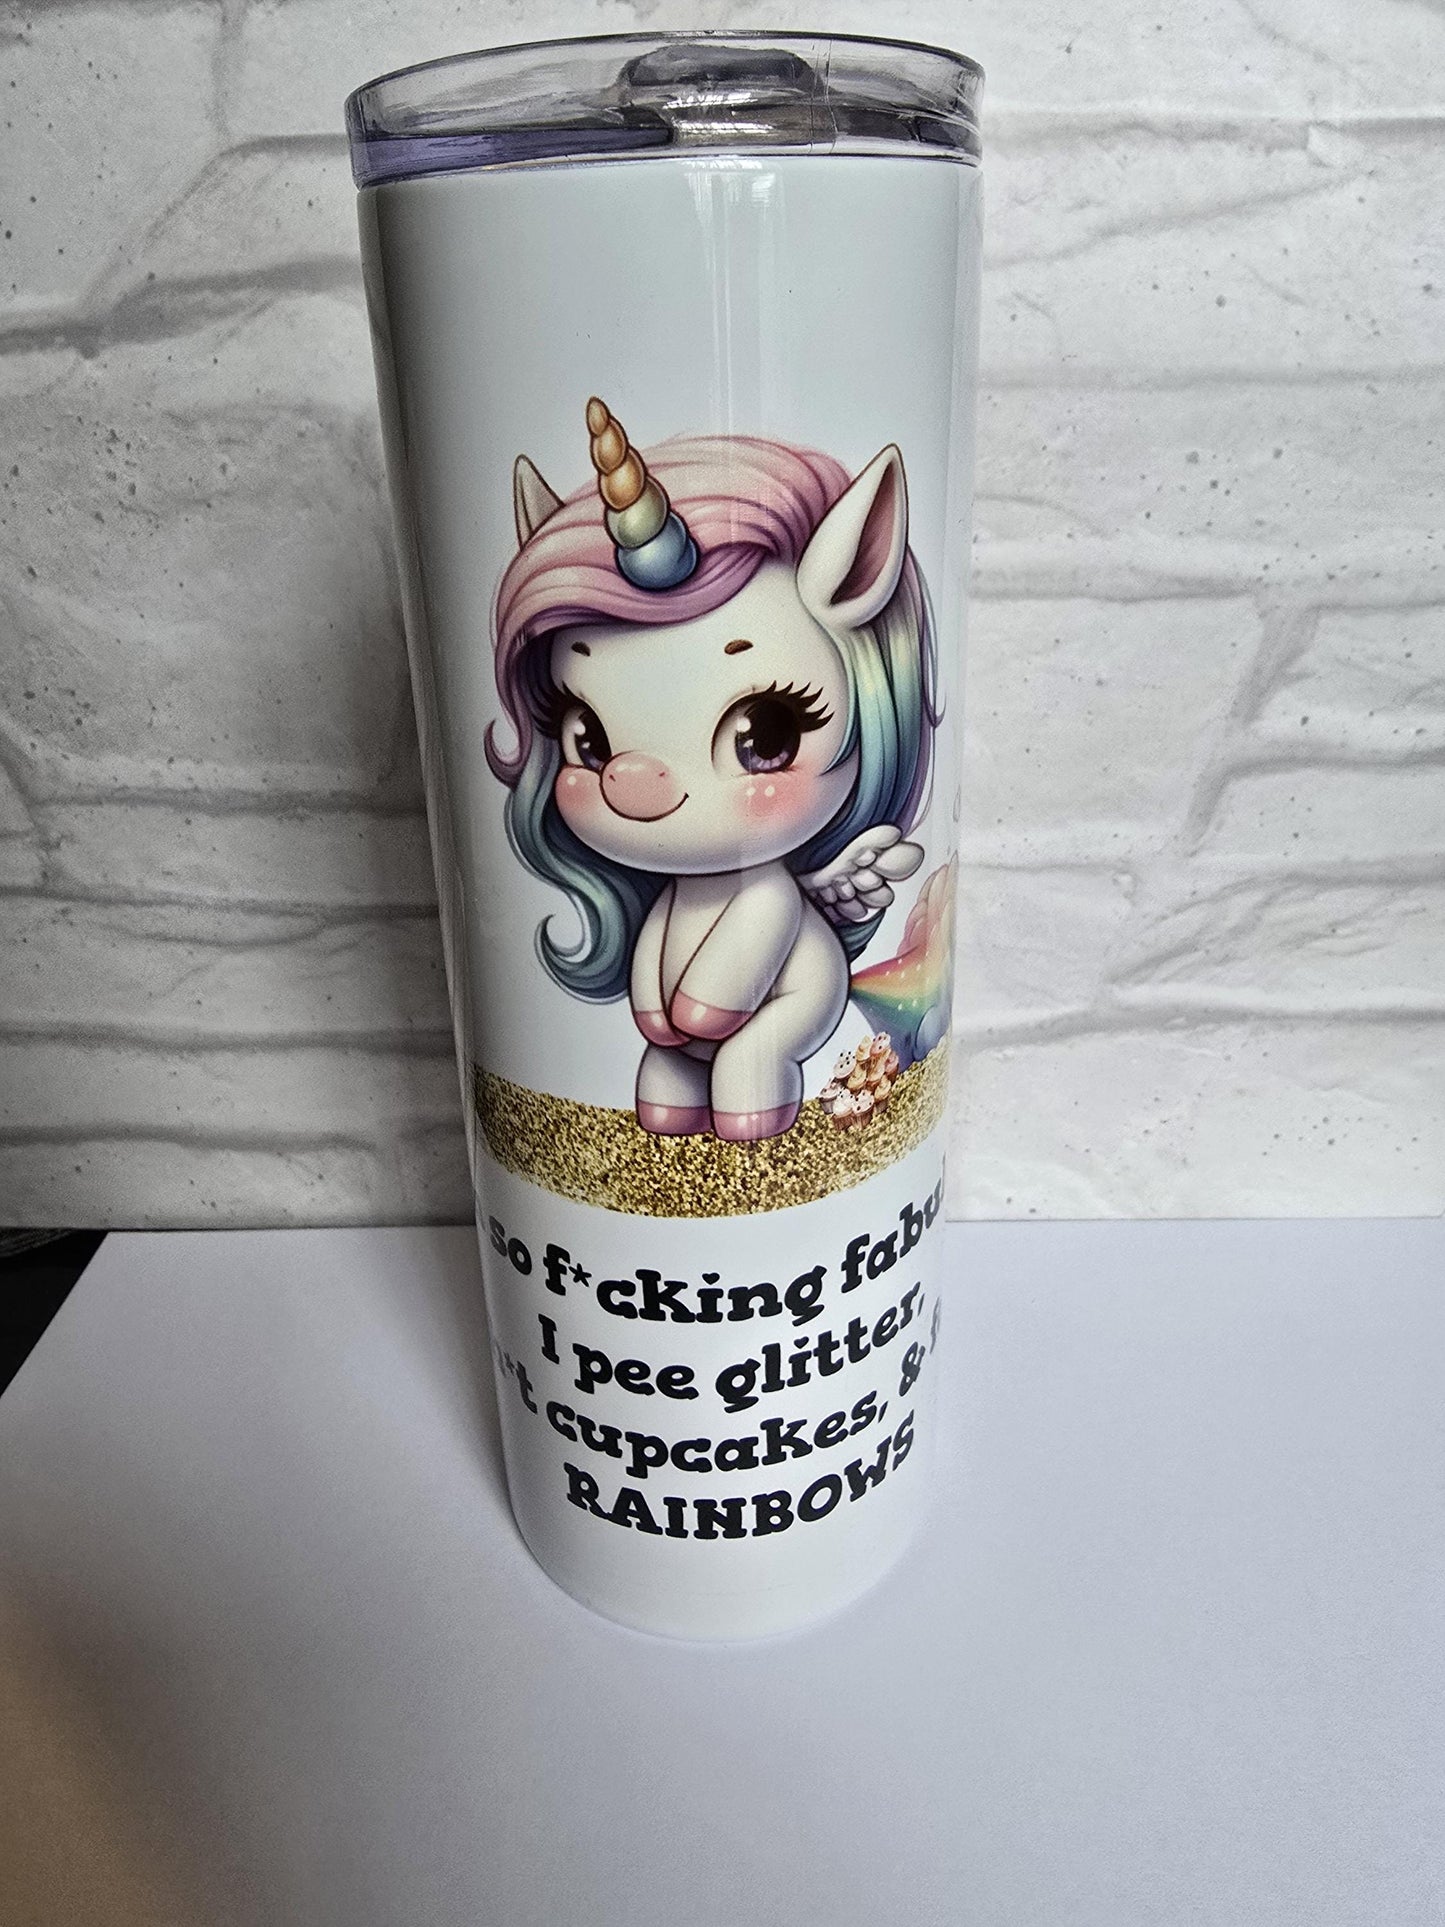 so f*cking
I pee glitter,
cupcakes, &
RAINBOWS